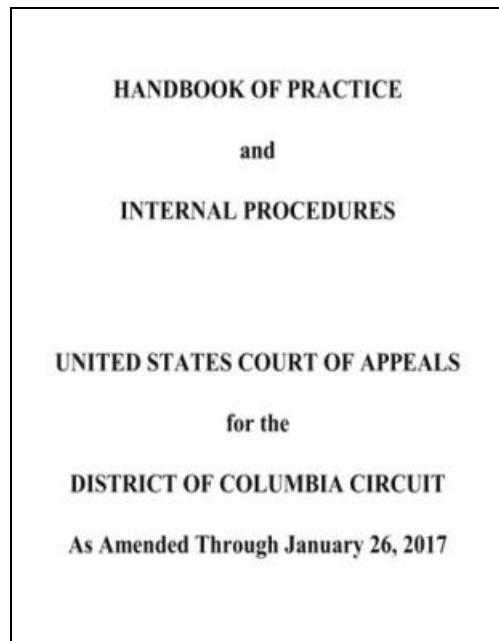 HANDBOOK OF PRACTICE
and
INTERNAL PROCEDURES
UNITED STATES COURT OF APPEALS
for the
DISTRICT OF COLUMBIA CIRCUIT
As Amended Through January 26, 2017